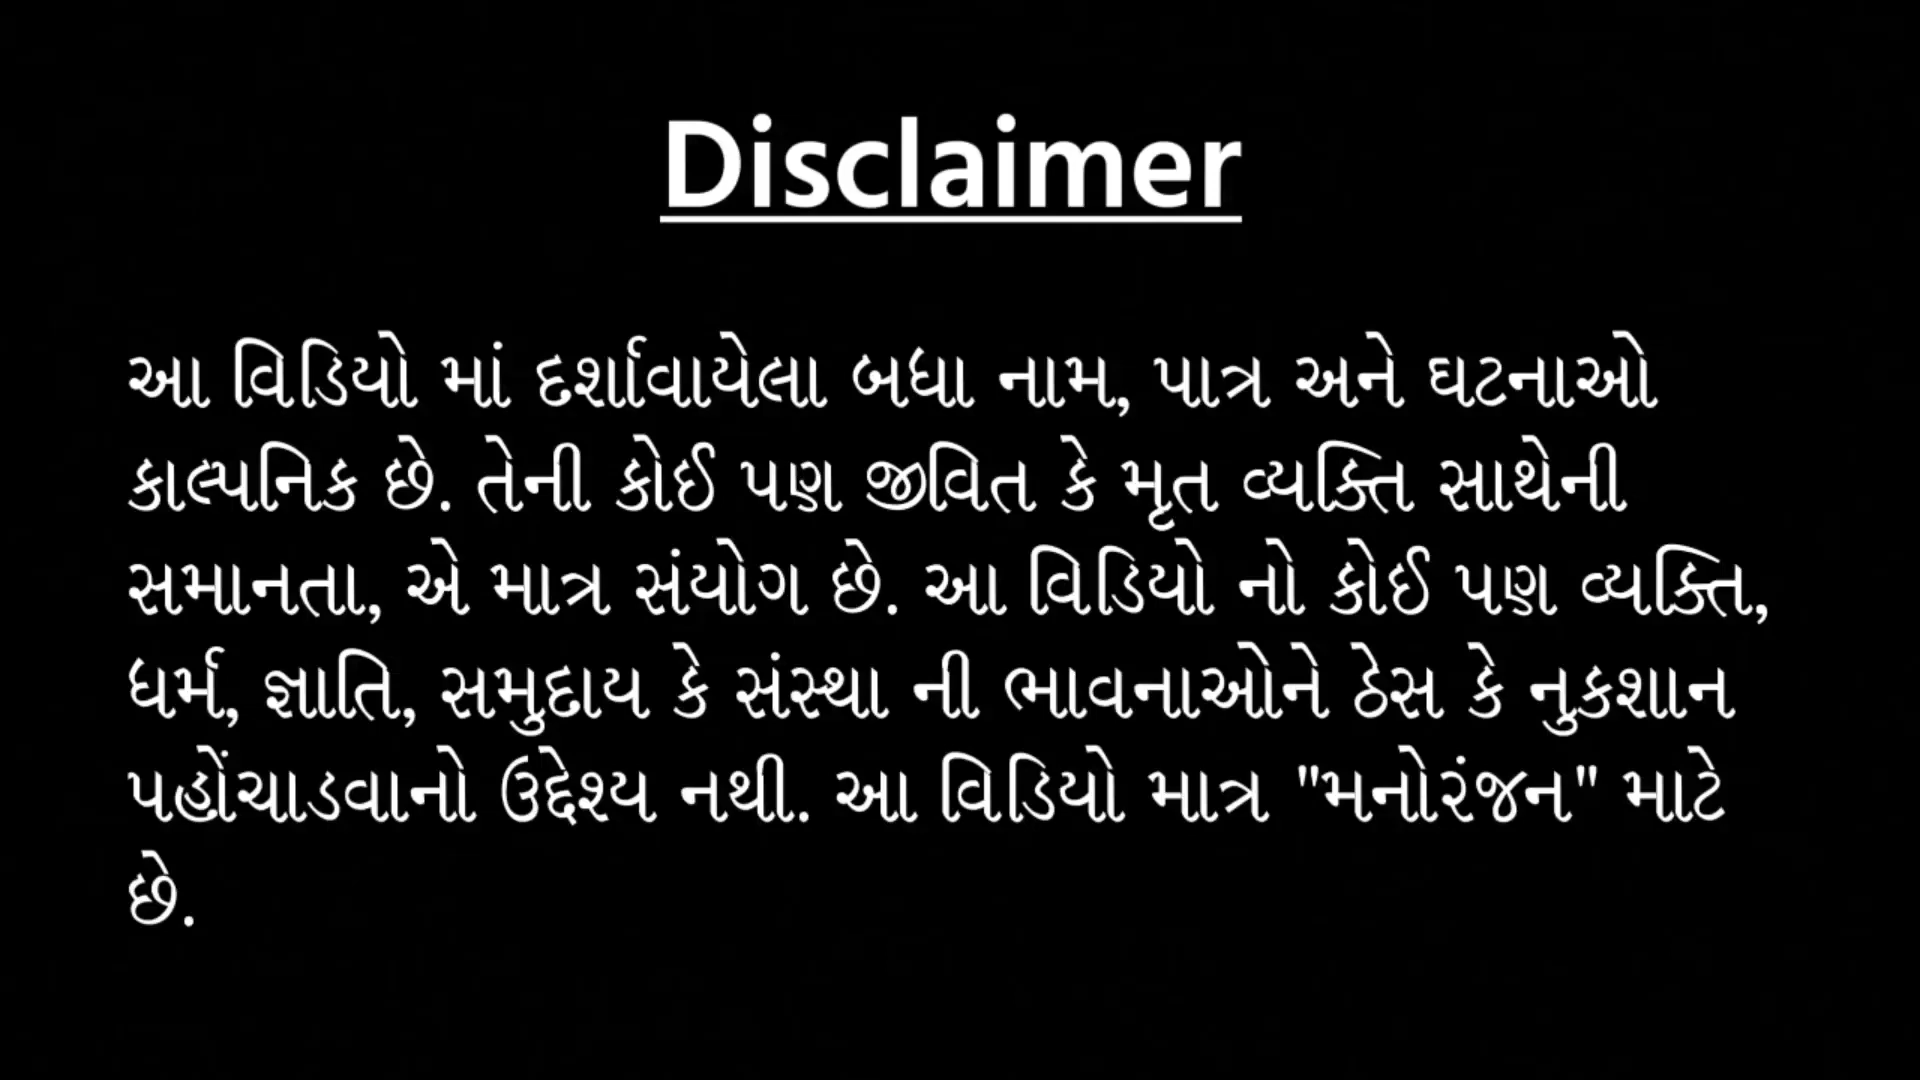 Disclaimer
આ વિડિયો માં દર્શાવાયેલા બધા નામ, પાત્ર અને ઘટનાઓ
કાલ્પનિક છે. તેની કોઈ પણ જીવિત કે મૃત વ્યક્તિ સાથેની
સમાનતા, એ માત્ર સંયોગ છે. આ વિડિયો નો કોઈ પણ વ્યક્તિ,
ધર્મ, જ્ઞાતિ, સમુદાય કે સંસ્થા ની ભાવનાઓને ઠેસ કે નુકશાન
પહોંચાડવાનો ઉદ્દેશ્ય નથી. આ વિડિયો માત્ર "મનોરંજન" માટે
છે.